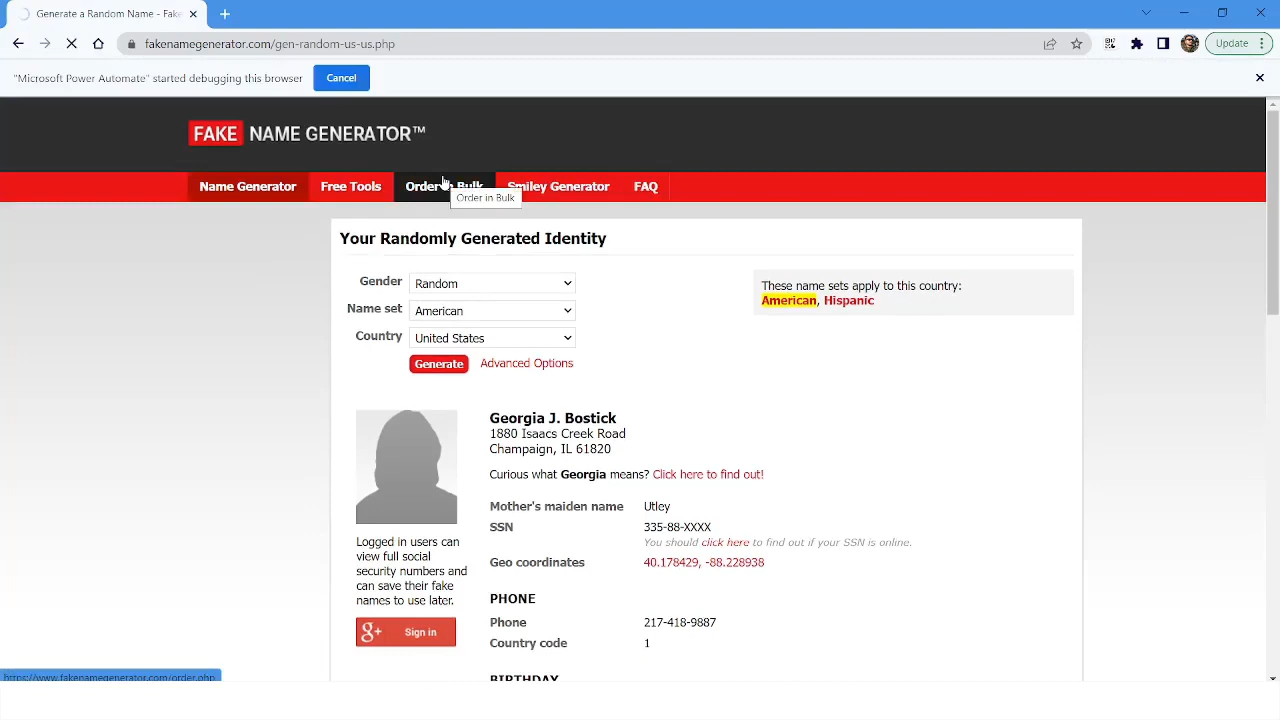 Generate a Random Name - Fake
fakenamegenerator.com/gen-random-us-us.php
Update
"Microsoft Power Automate" started debugging this browser
Cancel
FAKE NAME GENERATOR™
Name Generator
Free Tools
Order Bulk
Smiley Generator
FAQ
Order in Bulk
Your Randomly Generated Identity
Gender
Random
Name set
American
Country
United States
Generate
Advanced Options
These name sets apply to this country:
American, Hispanic
Georgia J. Bostick
1880 Isaacs Creek Road
Champaign, IL 61820
Curious what Georgia means? Click here to find out!
Mother's maiden name Utley
SSN 335-88-XXXX
You should click here to find out if your SSN is online.
Geo coordinates 40.178429, -88.228938
Logged in users can
view full social
security numbers and
can save their fake
names to use later.
g+ Sign in
PHONE
Phone 217-418-9887
Country code 1
BIRTHDAY
https://www.fakenamegenerator.com/order.php